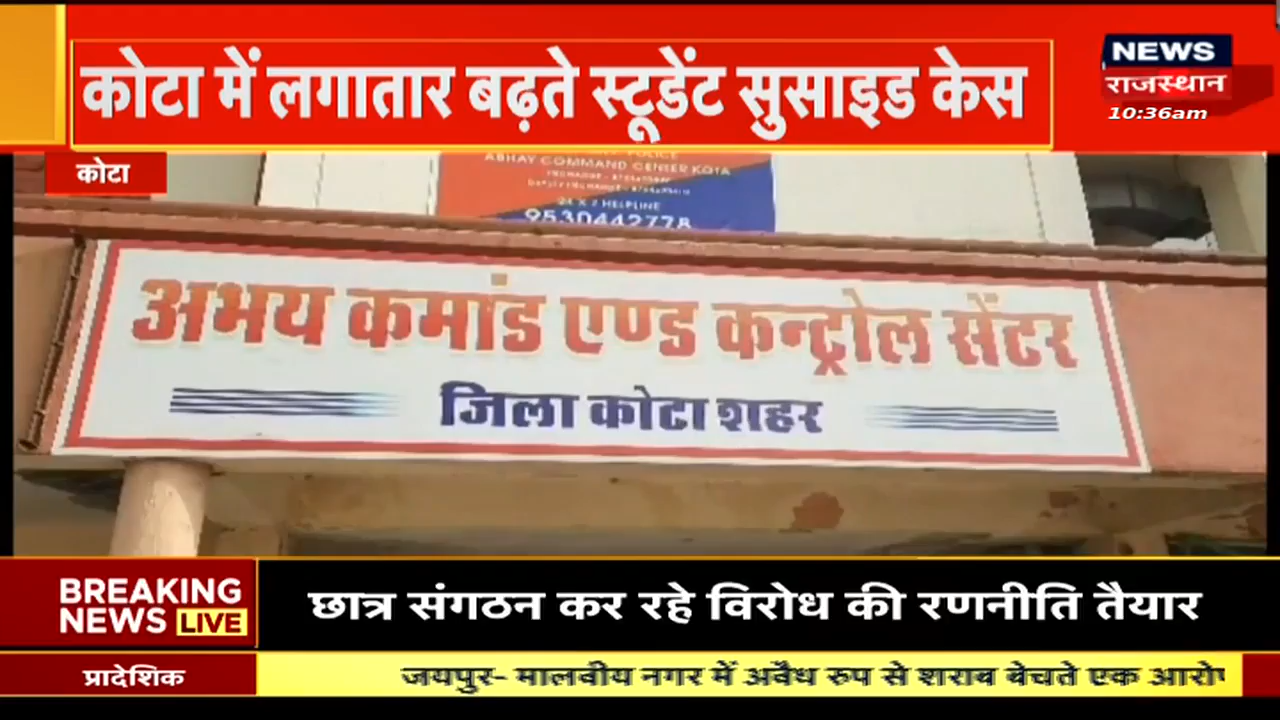 कोटा में लगातार बढ़ते स्टूडेंट सुसाइड केस
NEWS
राजस्थान
10:36am
कोटा
POLICE
ABHAY COMMAND CENTER KOTA
24 X 7 HELPLINE
9530442778
अभय कमांड एण्ड कन्ट्रोल सेंटर
जिला कोटा शहर
BREAKING
NEWS LIVE
छात्र संगठन कर रहे विरोध की रणनीति तैयार
प्रादेशिक
जयपुर- मालवीय नगर में अवैध रुप से शराब बेचते एक